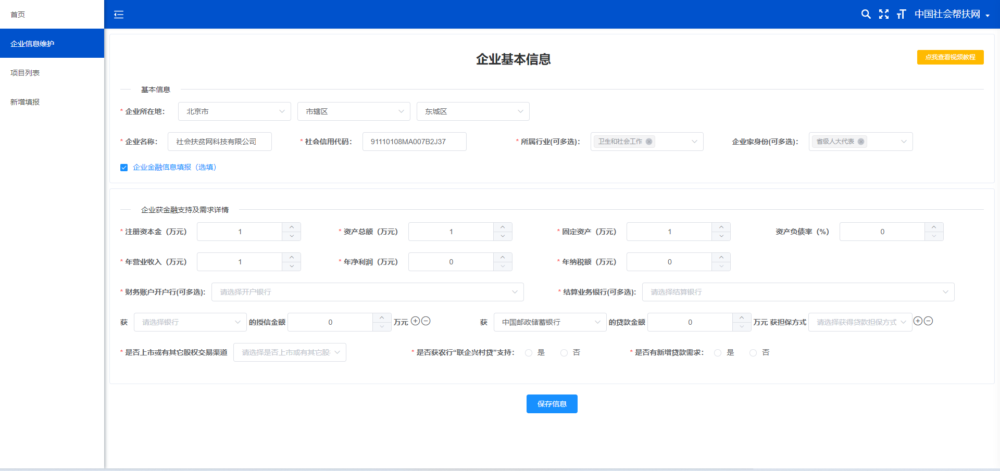 首页
企业信息维护
项目列表
新增填报
中国社会帮扶网
企业基本信息
点我查看视频教程
基本信息
* 企业所在地： 北京市 市辖区 东城区
* 企业名称： 社会扶贫网科技有限公司 * 社会信用代码： 91110108MA007B2J37 * 所属行业(可多选)： 卫生和社会工作 企业家身份(可多选)： 省级人大代表
企业金融信息填报（选填）
企业获金融支持及需求详情
* 注册资本金（万元） 1 * 资产总额（万元） 1 * 固定资产（万元） 1 资产负债率（%） 0
* 年营业收入（万元） 1 * 年净利润（万元） 0 * 年纳税额（万元） 0
* 财务账户开户行(可多选)： 请选择开户银行 * 结算业务银行(可多选)： 请选择结算银行
获 请选择银行 的授信金额 0 万元 获 中国邮政储蓄银行 的贷款金额 0 万元 获担保方式 请选择获得贷款担保方式
* 是否上市或有其它股权交易渠道 请选择是否上市或有其它股 * 是否获农行“联企兴村贷”支持： 是 否 * 是否有新增贷款需求： 是 否
保存信息